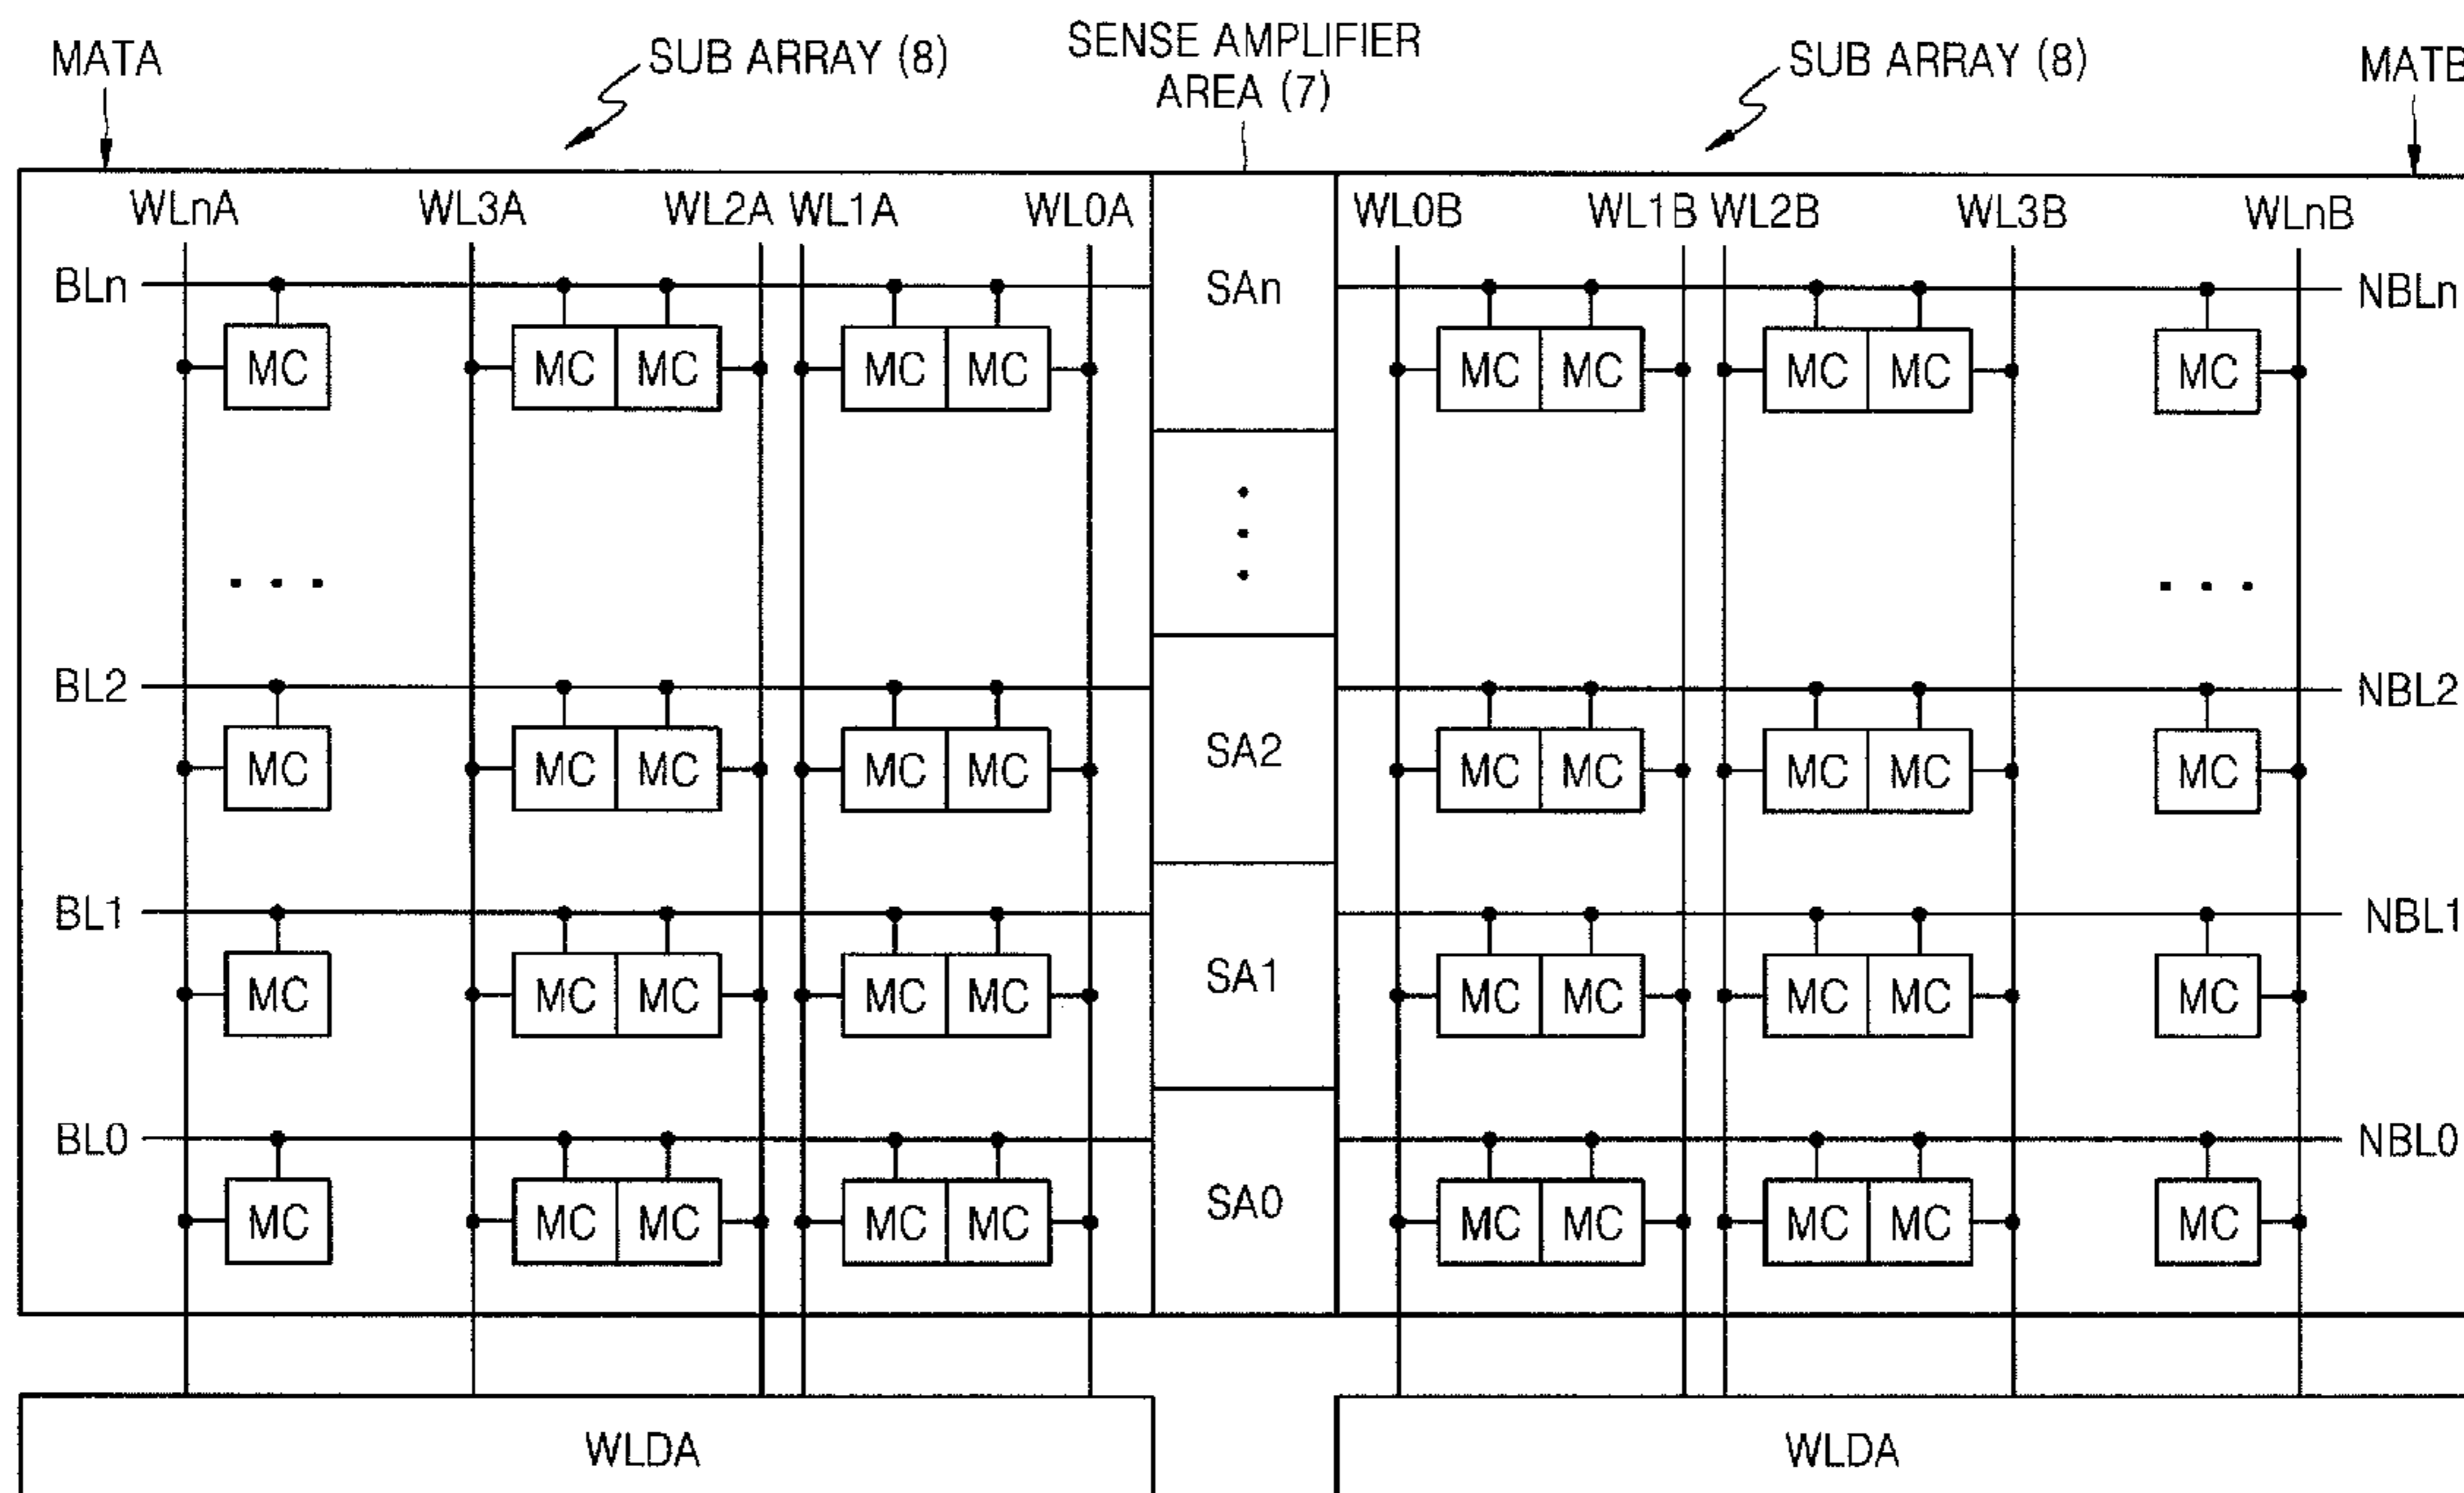 MATA
SUB ARRAY (8)
SENSE AMPLIFIER
AREA (7)
SUB ARRAY (8)
MATB
WLnA WL3A WL2A WL1A WL0A WL0B WL1B WL2B WL3B WLnB
BLn SAn NBLn
MC MC MC MC MC MC MC MC MC MC
BL2 NBL2
MC MC MC MC MC SA2 MC MC MC MC MC
BL1 NBL1
MC MC MC MC MC SA1 MC MC MC MC MC
BL0 NBL0
MC MC MC MC MC SA0 MC MC MC MC MC
WLDA WLDA